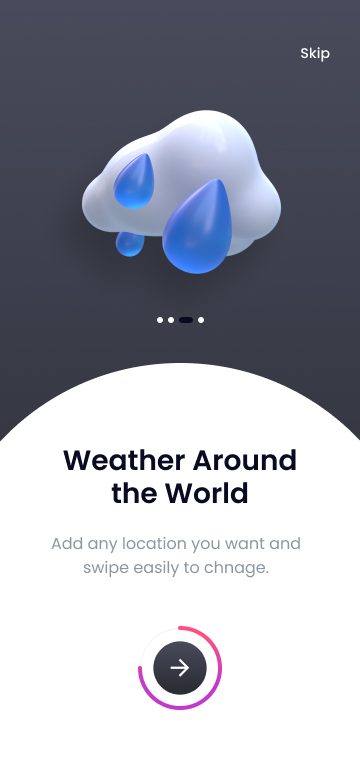 Skip
Weather Around
the World
Add any location you want and
swipe easily to chnage.